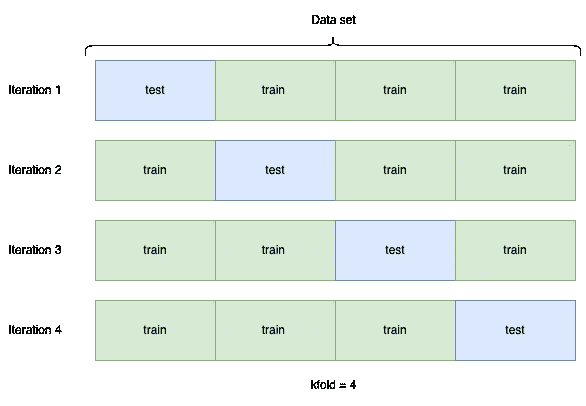 Data set
Iteration 1 test train train train
Iteration 2 train test train train
Iteration 3 train train test train
Iteration 4 train train train test
kfold = 4